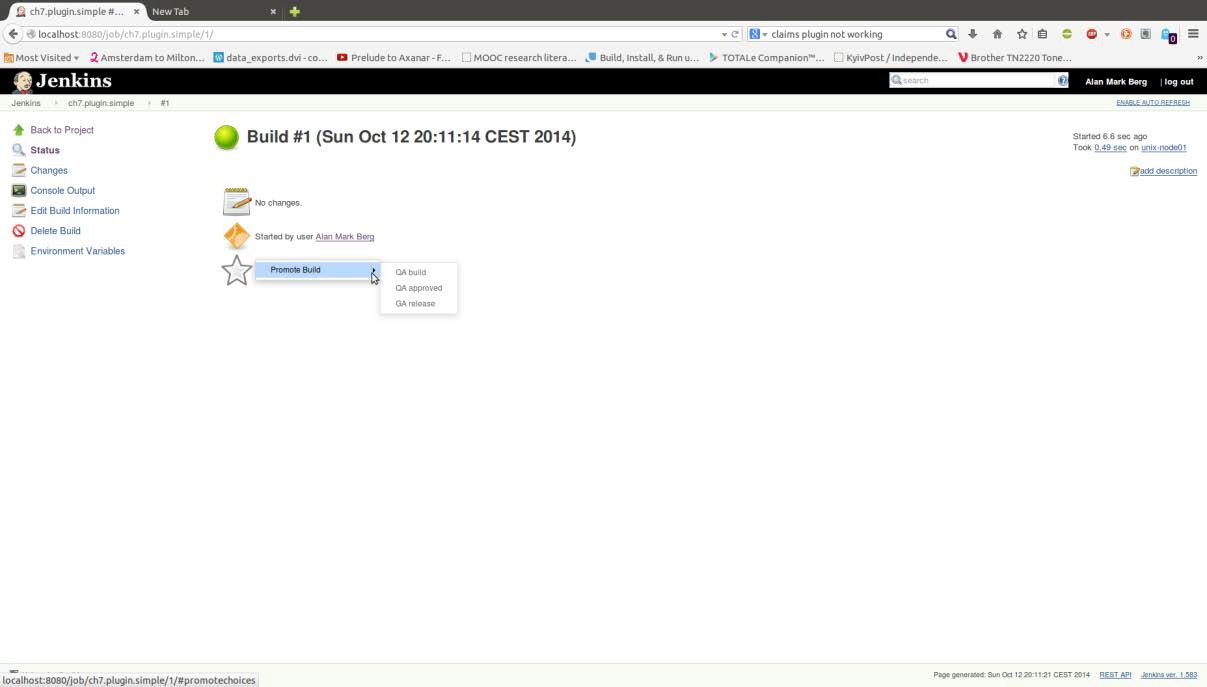 ch7.plugin.simple #...
New Tab
localhost:8080/job/ch7.plugin.simple/1/
claims plugin not working
Most Visited
Amsterdam to Milton...
data_exports.dvi - co...
Prelude to Axanar - F...
MOOC research litera...
Build, Install, & Run u...
TOTALe Companion™...
KyivPost / Independe...
Brother TN2220 Tone...
»
Jenkins
search
Alan Mark Berg
| log out
Jenkins
ch7.plugin.simple
#1
ENABLE AUTO REFRESH
Back to Project
Status
Changes
Console Output
Edit Build Information
Delete Build
Environment Variables
Build #1 (Sun Oct 12 20:11:14 CEST 2014)
Started 6.6 sec ago
Took 0.49 sec on unix-node01
add description
No changes.
Started by user Alan Mark Berg
Promote Build
QA build
QA approved
GA release
localhost:8080/job/ch7.plugin.simple/1/#promotechoices
Page generated: Sun Oct 12 20:11:21 CEST 2014
REST API
Jenkins ver. 1.583